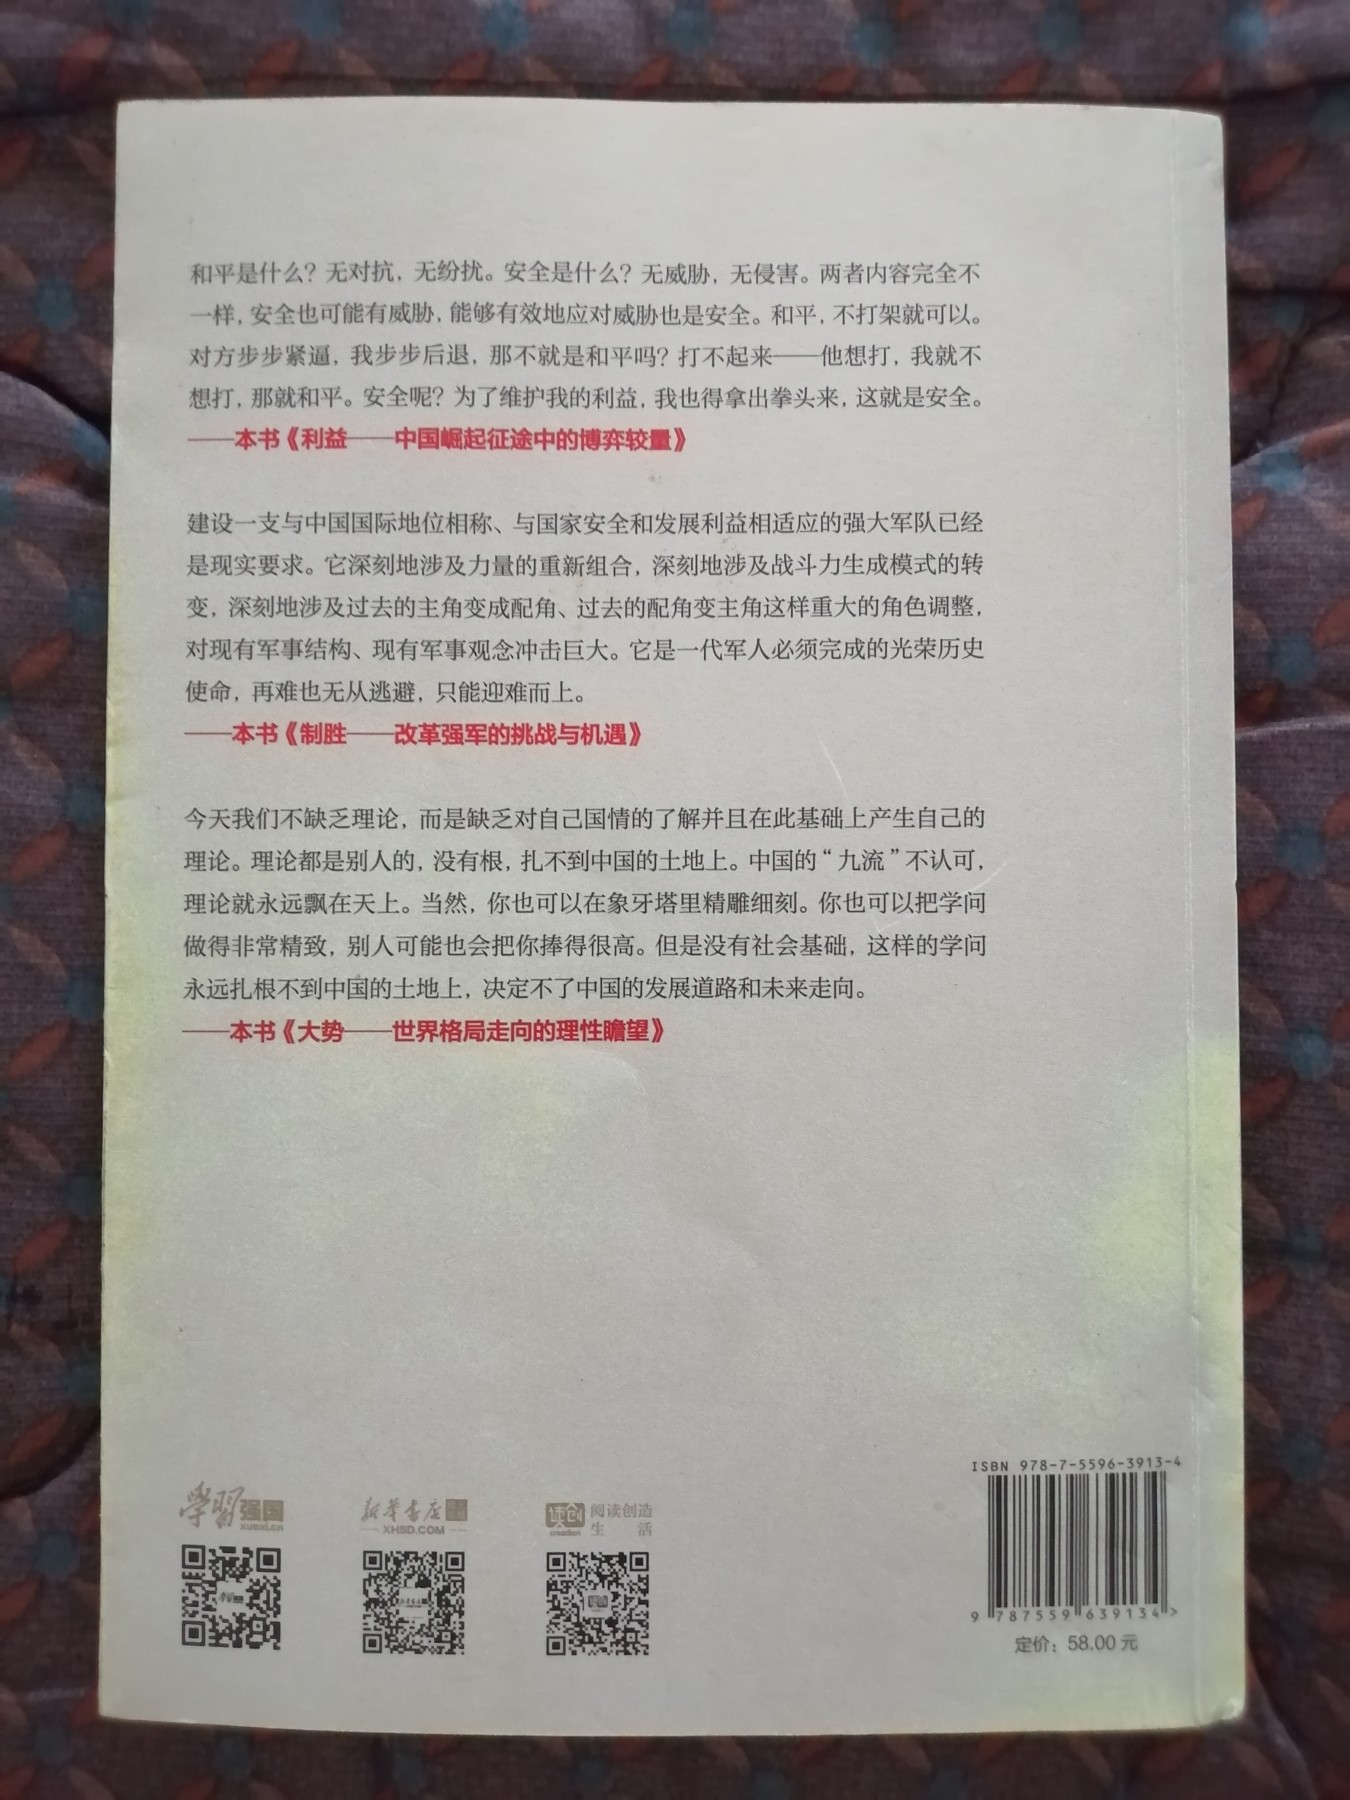 和平是什么？无对抗，无纷扰。安全是什么？无威胁，无侵害。两者内容完全不
一样，安全也可能有威胁，能够有效地应对威胁也是安全。和平，不打架就可以。
对方步步紧逼，我步步后退，那不就是和平吗？打不起来——他想打，我就不
想打，那就和平。安全呢？为了维护我的利益，我也得拿出拳头来，这就是安全。
——本书《利益——中国崛起征途中的博弈较量》
建设一支与中国国际地位相称、与国家安全和发展利益相适应的强大军队已经
是现实要求。它深刻地涉及力量的重新组合，深刻地涉及战斗力生成模式的转
变，深刻地涉及过去的主角变成配角、过去的配角变主角这样重大的角色调整，
对现有军事结构、现有军事观念冲击巨大。它是一代军人必须完成的光荣历史
使命，再难也无从逃避，只能迎难而上。
——本书《制胜——改革强军的挑战与机遇》
今天我们不缺乏理论，而是缺乏对自己国情的了解并且在此基础上产生自己的
理论。理论都是别人的，没有根，扎不到中国的土地上。中国的“九流”不认可，
理论就永远飘在天上。当然，你也可以在象牙塔里精雕细刻。你也可以把学问
做得非常精致，别人可能也会把你捧得很高。但是没有社会基础，这样的学问
永远扎根不到中国的土地上，决定不了中国的发展道路和未来走向。
——本书《大势——世界格局走向的理性瞻望》
學習强国
xuexi.cn
新华书店
XHSD.COM
读创
阅读创造
生 活
ISBN 978-7-5596-3913-4
9 787559 639134 >
定价：58.00 元